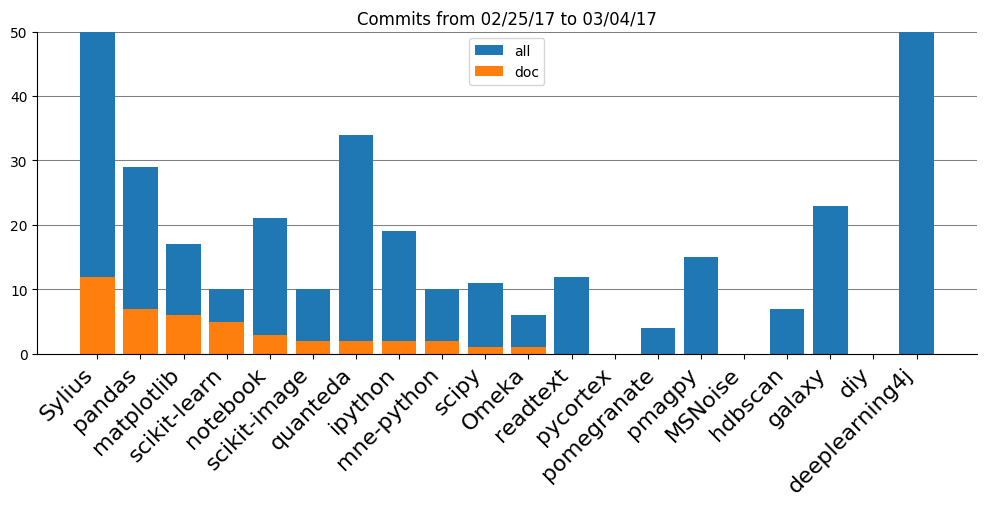 Commits from 02/25/17 to 03/04/17
all
doc
50
40
30
20
10
0
Sylius
pandas
matplotlib
scikit-learn
notebook
scikit-image
quanteda
ipython
mne-python
scipy
Omeka
readtext
pycortex
pomegranate
pmagpy
MSNoise
hdbscan
galaxy
diy
deeplearning4j